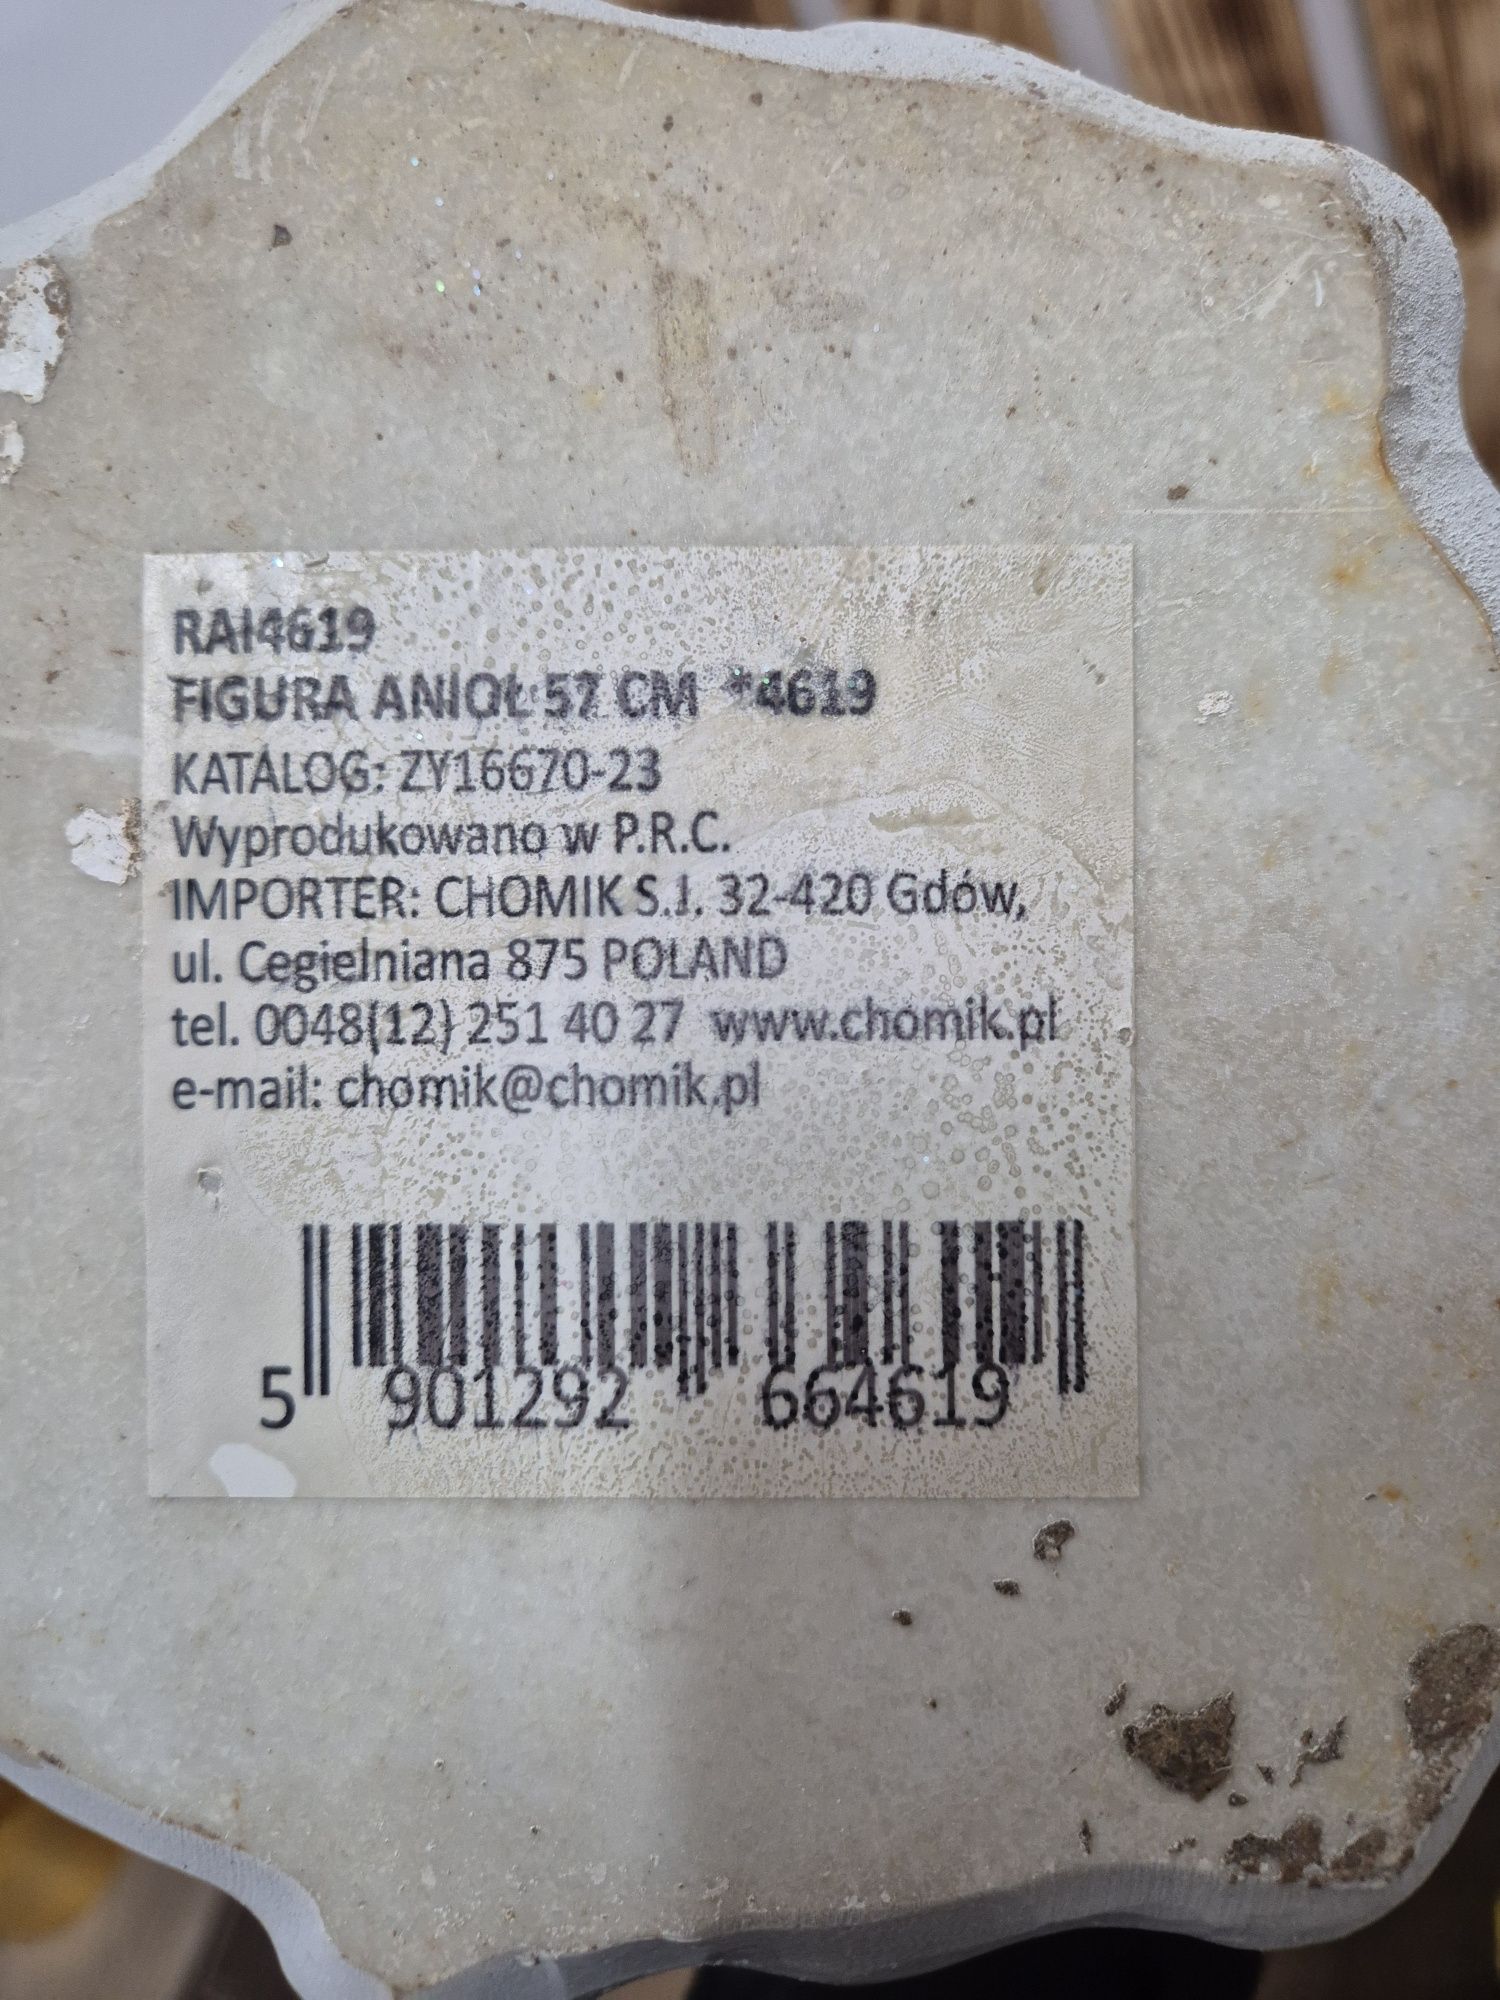 RAI4619
FIGURA ANIOŁ 57 CM *4619
KATALOG: ZY16670-23
Wyprodukowano w P.R.C.
IMPORTER: CHOMIK S.J. 32-420 Gdów,
ul. Cegielniana 875 POLAND
tel. 0048(12) 251 40 27 www.chomik.pl
e-mail: chomik@chomik.pl
5 901292 664619